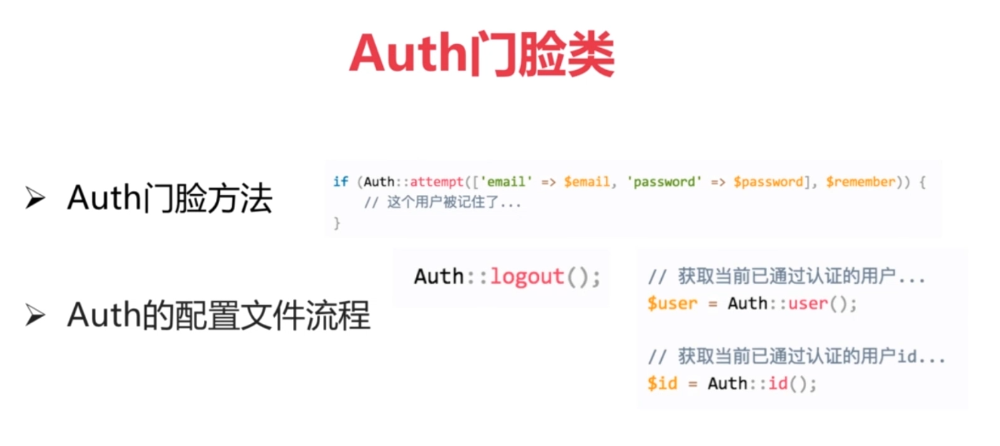 Auth门脸类
➤ Auth门脸方法
if (Auth::attempt(['email' => $email, 'password' => $password], $remember)) {
    // 这个用户被记住了...
}
Auth::logout();
➤ Auth的配置文件流程
// 获取当前已通过认证的用户...
$user = Auth::user();
// 获取当前已通过认证的用户id...
$id = Auth::id();